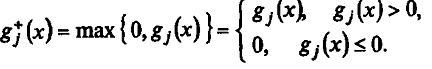 g_j^+(x) = max{0, g_j(x)} = { g_j(x), g_j(x) > 0,
0, g_j(x) ≤ 0.